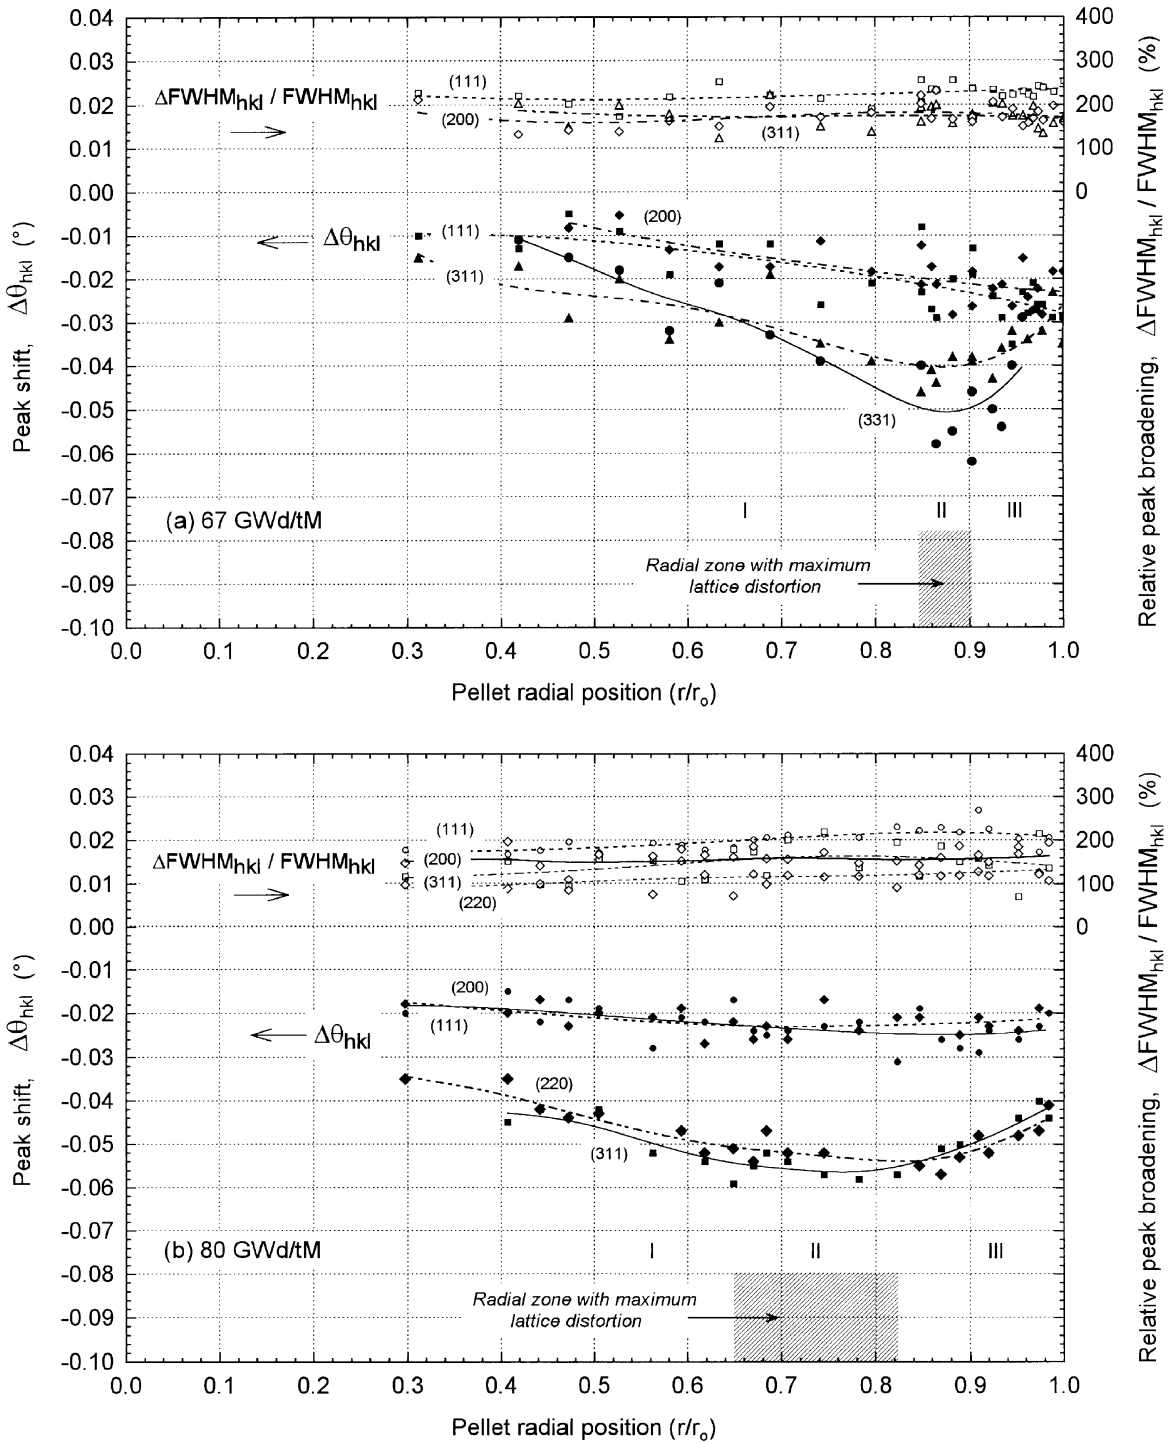 0.04
0.03
0.02
0.01
0.00
-0.01
-0.02
-0.03
-0.04
-0.05
-0.06
-0.07
-0.08
-0.09
-0.10
400
300
200
100
0
Peak shift, Δθhkl (°)
Relative peak broadening, ΔFWHMhkl / FWHMhkl (%)
(111)
ΔFWHMhkl / FWHMhkl
(200)
(311)
(200)
(111)
Δθhkl
(311)
(331)
I II III
(a) 67 GWd/tM
Radial zone with maximum
lattice distortion
0.0 0.1 0.2 0.3 0.4 0.5 0.6 0.7 0.8 0.9 1.0
Pellet radial position (r/ro)
0.04
0.03
0.02
0.01
0.00
-0.01
-0.02
-0.03
-0.04
-0.05
-0.06
-0.07
-0.08
-0.09
-0.10
400
300
200
100
0
Peak shift, Δθhkl (°)
Relative peak broadening, ΔFWHMhkl / FWHMhkl (%)
(111)
ΔFWHMhkl / FWHMhkl
(200)
(311)
(220)
(200)
(111)
Δθhkl
(220)
(311)
(b) 80 GWd/tM
I II III
Radial zone with maximum
lattice distortion
0.0 0.1 0.2 0.3 0.4 0.5 0.6 0.7 0.8 0.9 1.0
Pellet radial position (r/ro)